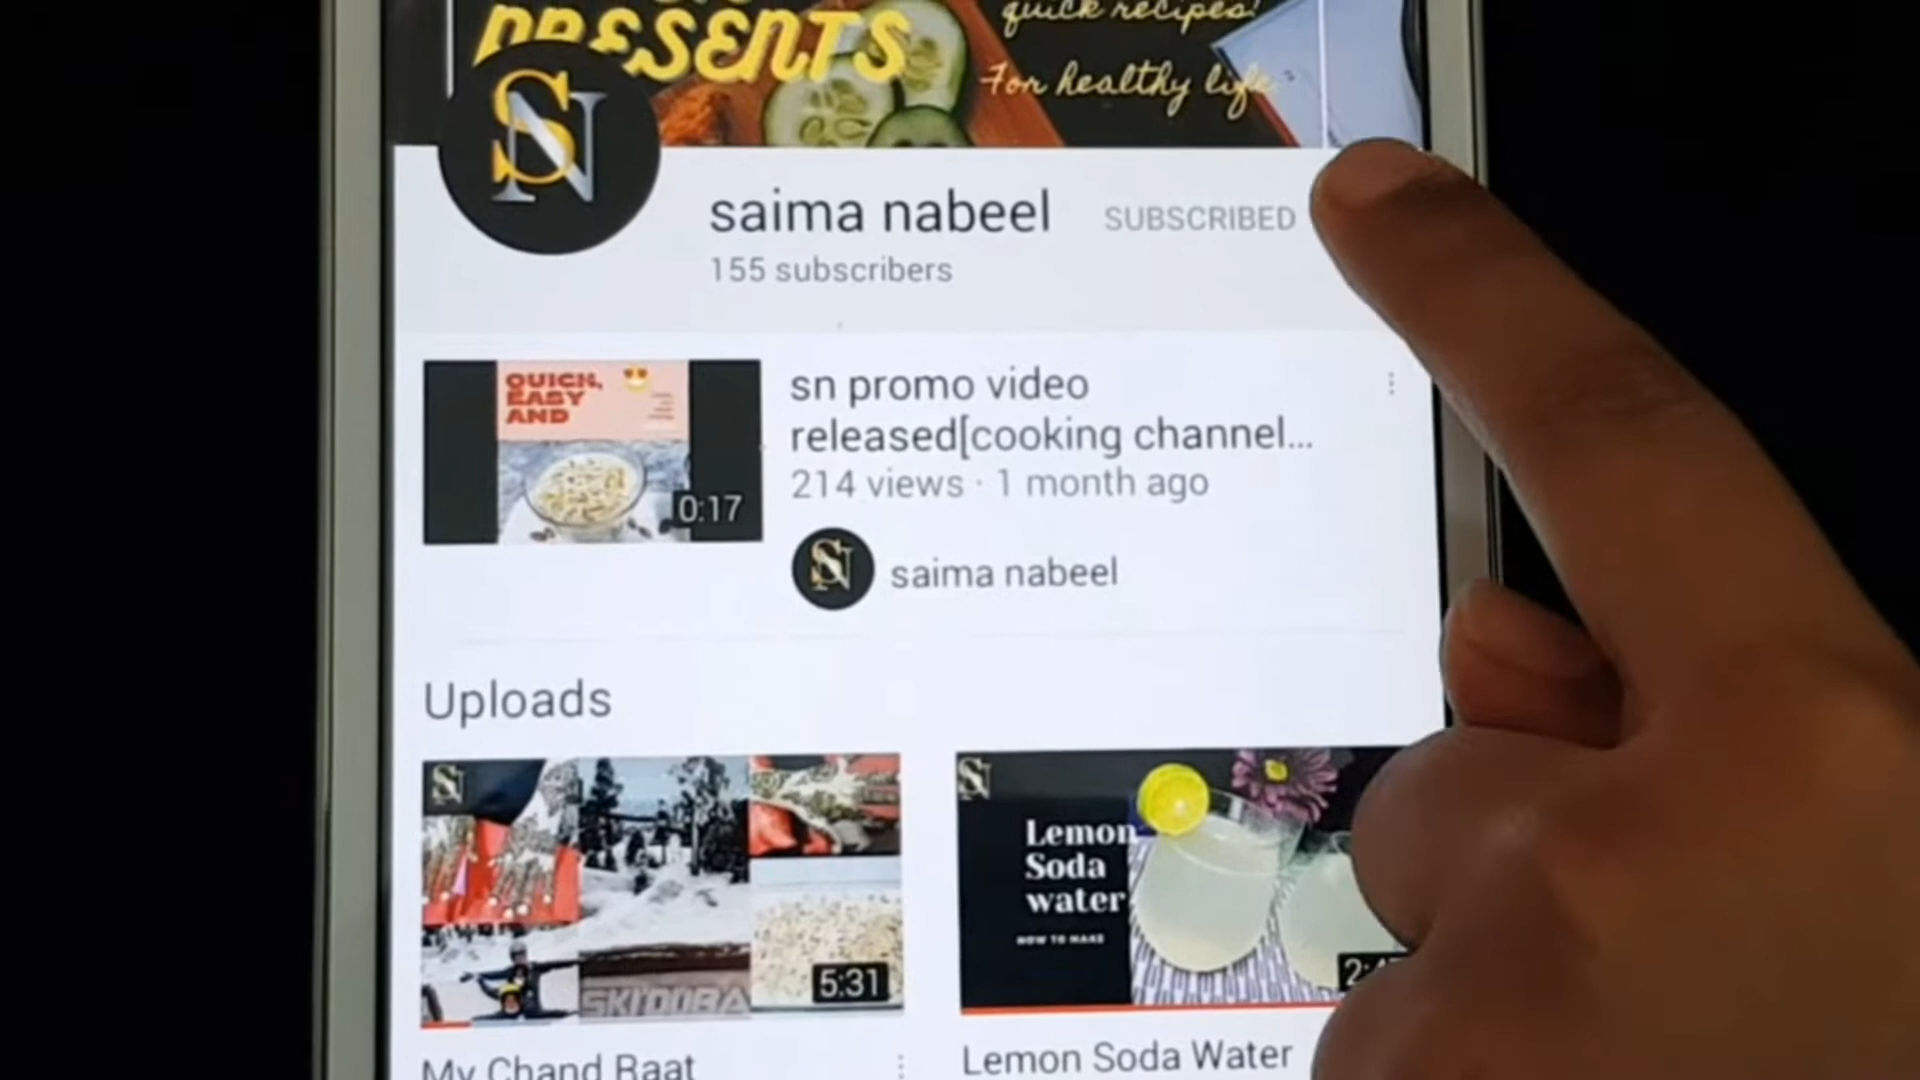 PRESENTS
quick recipes!
For healthy life
SN
saima nabeel
SUBSCRIBED
155 subscribers
QUICK,
EASY
AND
0:17
sn promo video
released[cooking channel...
214 views · 1 month ago
SN
saima nabeel
Uploads
SN
SKIDOOBA
5:31
SN
Lemon
Soda
water
HOW TO MAKE
My Chand Raat
Lemon Soda Water